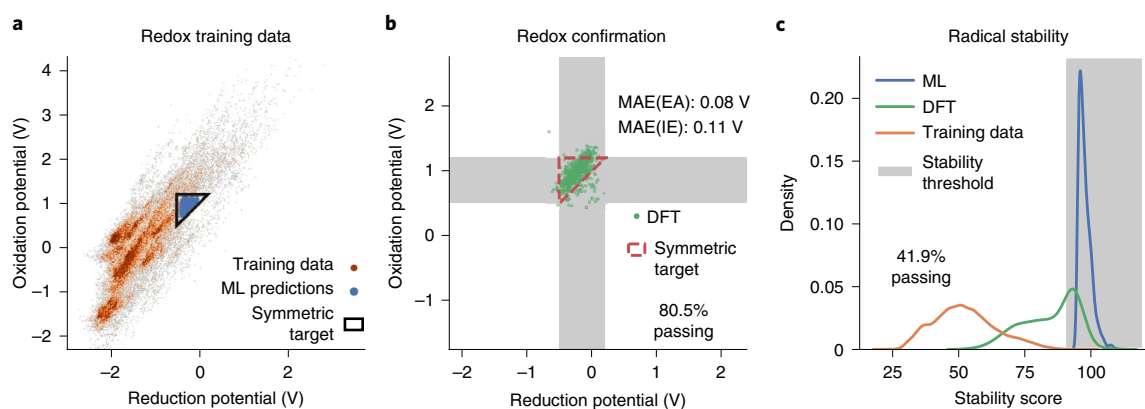 a
Redox training data
Oxidation potential (V)
4
3
2
1
0
−1
−2
−2
0
2
Reduction potential (V)
Training data
ML predictions
Symmetric
target
b
Redox confirmation
Oxidation potential (V)
2
1
0
−1
−2
−1
0
1
2
Reduction potential (V)
MAE(EA): 0.08 V
MAE(IE): 0.11 V
DFT
Symmetric
target
80.5%
passing
c
Radical stability
Density
0.20
0.15
0.10
0.05
0
25
50
75
100
Stability score
ML
DFT
Training data
Stability
threshold
41.9%
passing